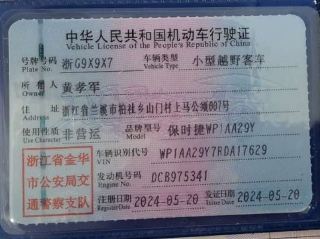 中华人民共和国机动车行驶证
Vehicle License of the People's Republic of China
号牌号码 浙G9X9X7 车辆类型 小型越野客车
Plate No. Vehicle Type
所有人 黄孝军
Owner
住址 浙江省兰溪市柏社乡山门村上马公须807号
使用性质 非营运 品牌型号 保时捷WP1AA29Y
Use Character Model
浙江省金华市公安局交通警察支队
车辆识别代号 WP1AA29Y7RDA17629
VIN
发动机号码 DCB975341
Engine No.
注册日期 2024-05-20 发证日期 2024-05-20
Register Date Issue Date